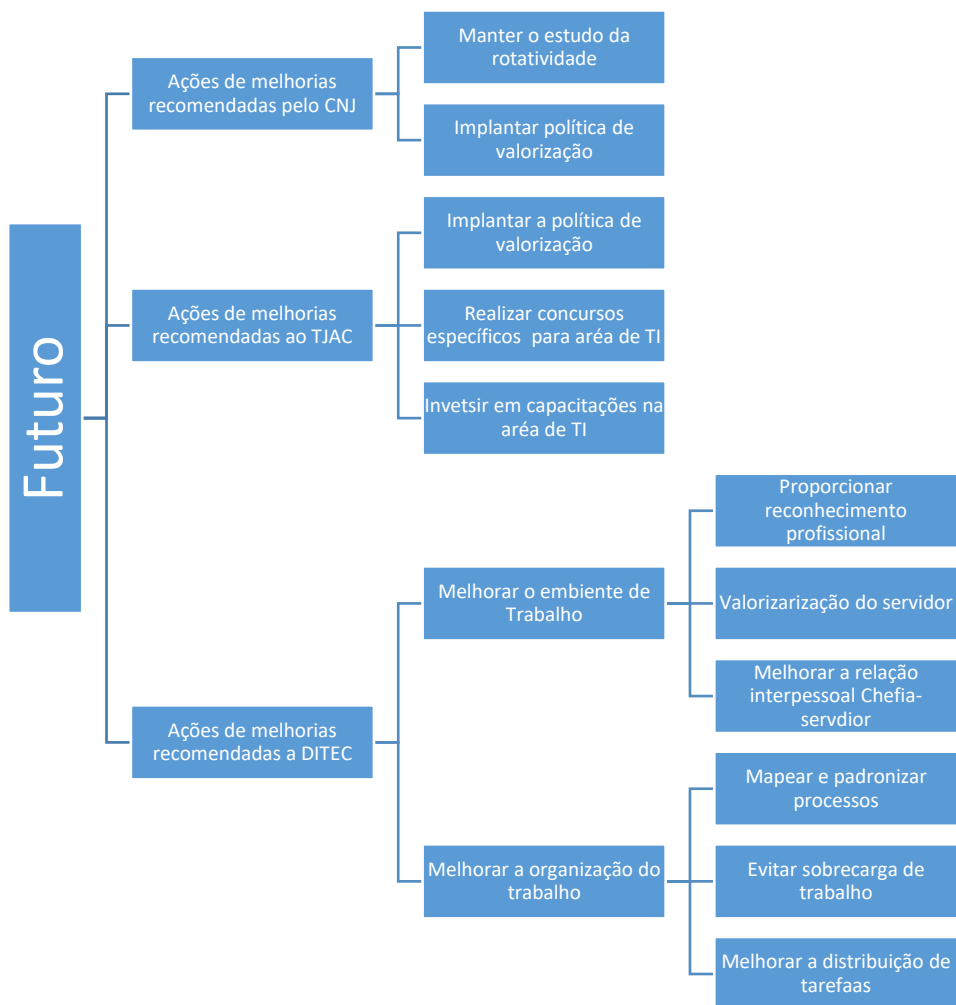 Futuro
Ações de melhorias
recomendadas pelo CNJ
Manter o estudo da
rotatividade
Implantar política de
valorização
Ações de melhorias
recomendadas ao TJAC
Implantar a política de
valorização
Realizar concursos
específicos  para aréa de TI
Invetsir em capacitações na
aréa de TI
Ações de melhorias
recomendadas a DITEC
Melhorar o embiente de
Trabalho
Proporcionar
reconhecimento
profissional
Valorizarização do servidor
Melhorar a relação
interpessoal Chefia-
servdior
Melhorar a organização do
trabalho
Mapear e padronizar
processos
Evitar sobrecarga de
trabalho
Melhorar a distribuição de
tarefaas